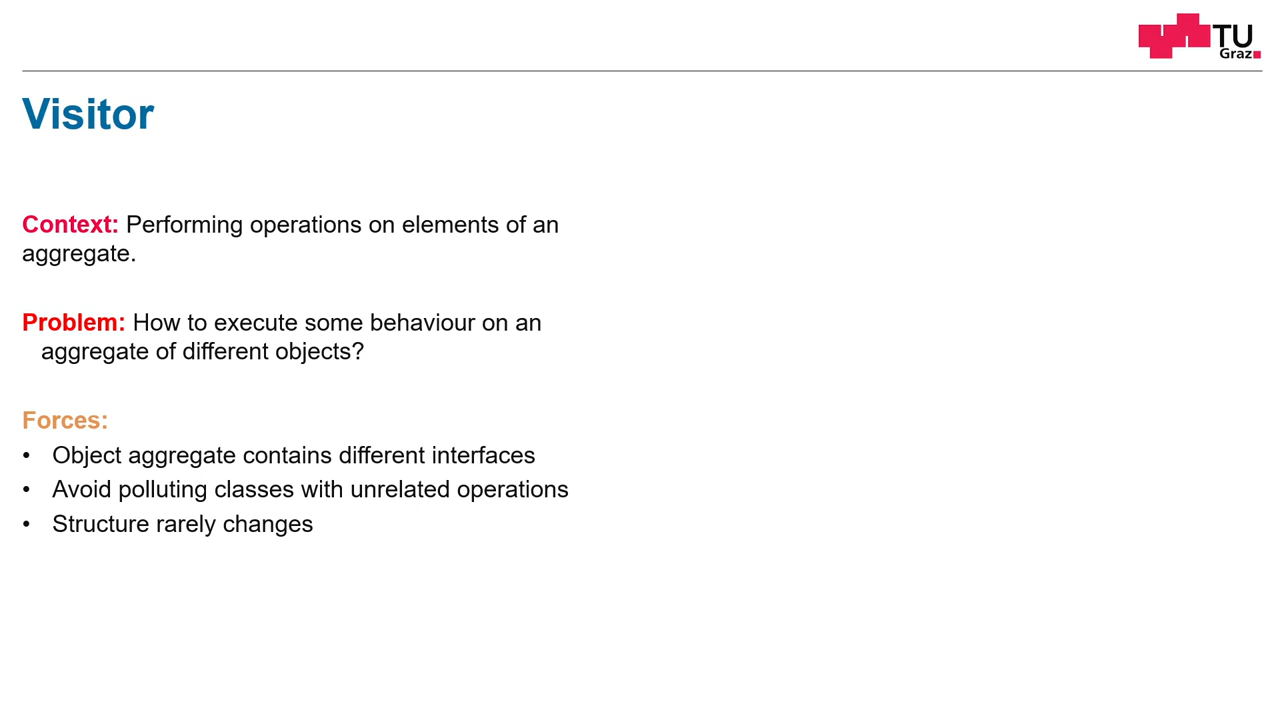 TU
Graz
Visitor
Context: Performing operations on elements of an
aggregate.
Problem: How to execute some behaviour on an
aggregate of different objects?
Forces:
• Object aggregate contains different interfaces
• Avoid polluting classes with unrelated operations
• Structure rarely changes